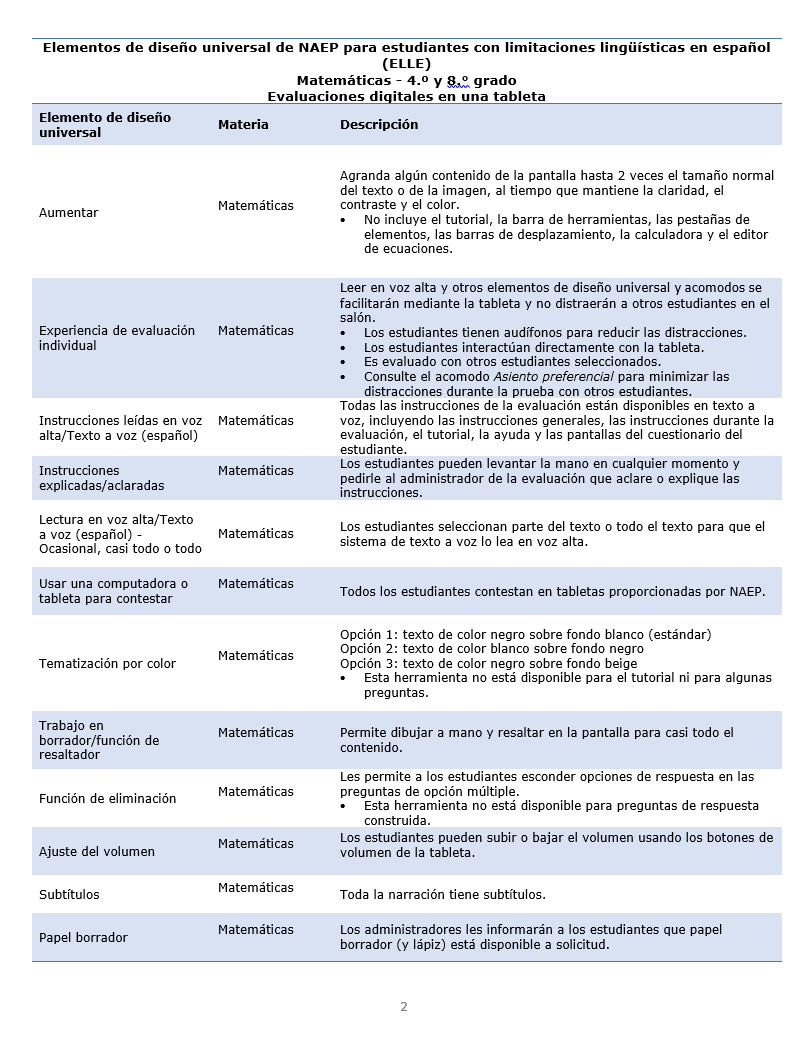 Elementos de diseño universal de NAEP para estudiantes con limitaciones lingüísticas en español
(ELLE)
Matemáticas - 4.º y 8.º grado
Evaluaciones digitales en una tableta
Elemento de diseño
universal
Materia
Descripción
Aumentar
Matemáticas
Agranda algún contenido de la pantalla hasta 2 veces el tamaño normal
del texto o de la imagen, al tiempo que mantiene la claridad, el
contraste y el color.
• No incluye el tutorial, la barra de herramientas, las pestañas de
elementos, las barras de desplazamiento, la calculadora y el editor
de ecuaciones.
Experiencia de evaluación
individual
Matemáticas
Leer en voz alta y otros elementos de diseño universal y acomodos se
facilitarán mediante la tableta y no distraerán a otros estudiantes en el
salón.
• Los estudiantes tienen audífonos para reducir las distracciones.
• Los estudiantes interactúan directamente con la tableta.
• Es evaluado con otros estudiantes seleccionados.
• Consulte el acomodo Asiento preferencial para minimizar las
distracciones durante la prueba con otros estudiantes.
Instrucciones leídas en voz
alta/Texto a voz (español)
Matemáticas
Todas las instrucciones de la evaluación están disponibles en texto a
voz, incluyendo las instrucciones generales, las instrucciones durante la
evaluación, el tutorial, la ayuda y las pantallas del cuestionario del
estudiante.
Instrucciones
explicadas/aclaradas
Matemáticas
Los estudiantes pueden levantar la mano en cualquier momento y
pedirle al administrador de la evaluación que aclare o explique las
instrucciones.
Lectura en voz alta/Texto
a voz (español) -
Ocasional, casi todo o todo
Matemáticas
Los estudiantes seleccionan parte del texto o todo el texto para que el
sistema de texto a voz lo lea en voz alta.
Usar una computadora o
tableta para contestar
Matemáticas
Todos los estudiantes contestan en tabletas proporcionadas por NAEP.
Tematización por color
Matemáticas
Opción 1: texto de color negro sobre fondo blanco (estándar)
Opción 2: texto de color blanco sobre fondo negro
Opción 3: texto de color negro sobre fondo beige
• Esta herramienta no está disponible para el tutorial ni para algunas
preguntas.
Trabajo en
borrador/función de
resaltador
Matemáticas
Permite dibujar a mano y resaltar en la pantalla para casi todo el
contenido.
Función de eliminación
Matemáticas
Les permite a los estudiantes esconder opciones de respuesta en las
preguntas de opción múltiple.
• Esta herramienta no está disponible para preguntas de respuesta
construida.
Ajuste del volumen
Matemáticas
Los estudiantes pueden subir o bajar el volumen usando los botones de
volumen de la tableta.
Subtítulos
Matemáticas
Toda la narración tiene subtítulos.
Papel borrador
Matemáticas
Los administradores les informarán a los estudiantes que papel
borrador (y lápiz) está disponible a solicitud.
2